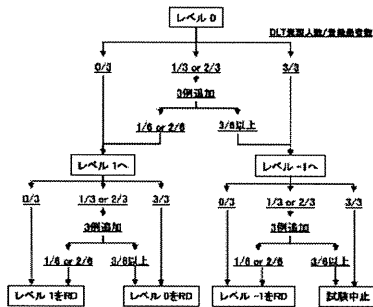 レベル 0
DLT発現人数/登録患者数
0/3 1/3 or 2/3 3/3
3例追加
1/6 or 2/6 3/6以上
レベル 1へ レベル -1へ
0/3 1/3 or 2/3 3/3 0/3 1/3 or 2/3 3/3
3例追加 3例追加
1/6 or 2/6 3/6以上 1/6 or 2/6 3/6以上
レベル 1をRD レベル 0をRD レベル -1をRD 試験中止